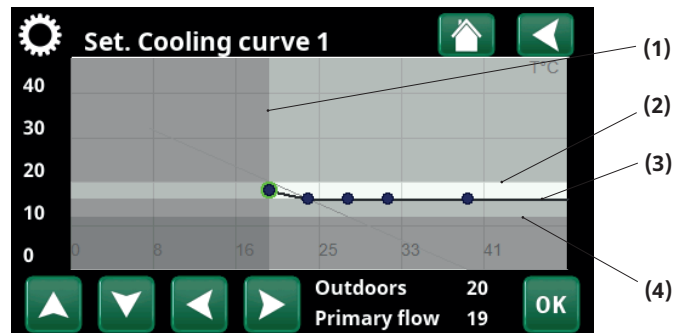 Set. Cooling curve 1
(1)
T°C
40
(2)
30
(3)
20
10
0 8 16 25 33 41
0
(4)
Outdoors 20
Primary flow 19
OK